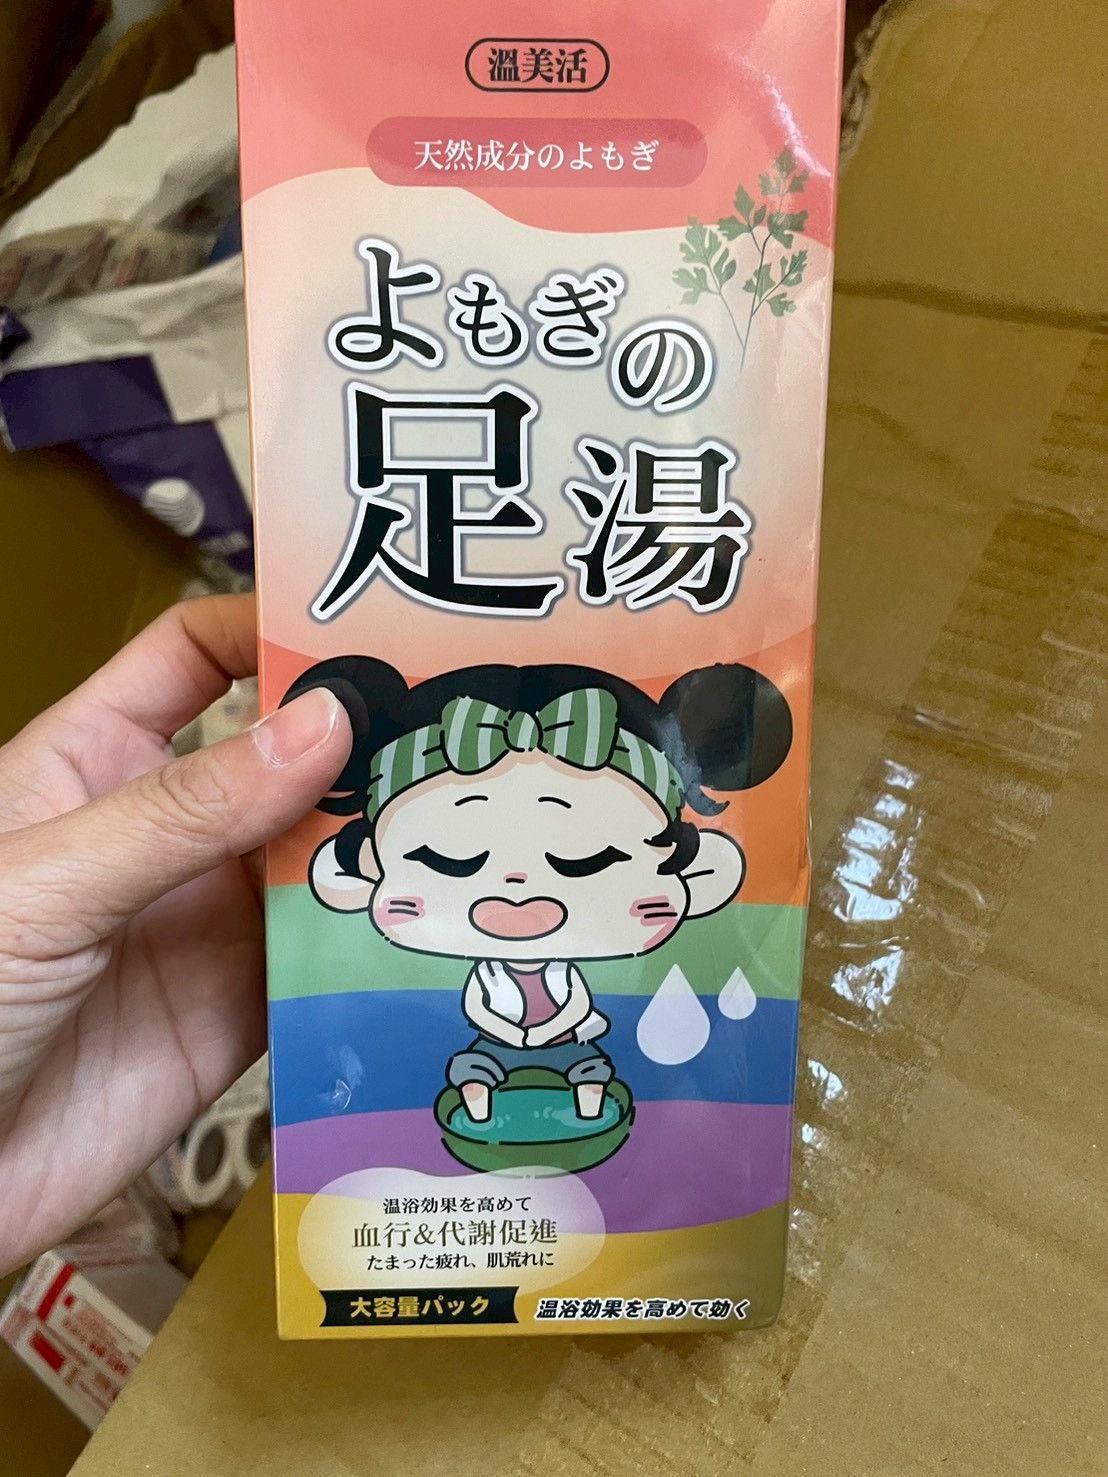 溫美活
天然成分のよもぎ
よもぎの
足湯
温浴効果を高めて
血行&代謝促進
たまった疲れ、肌荒れに
大容量パック
温浴効果を高めて効く